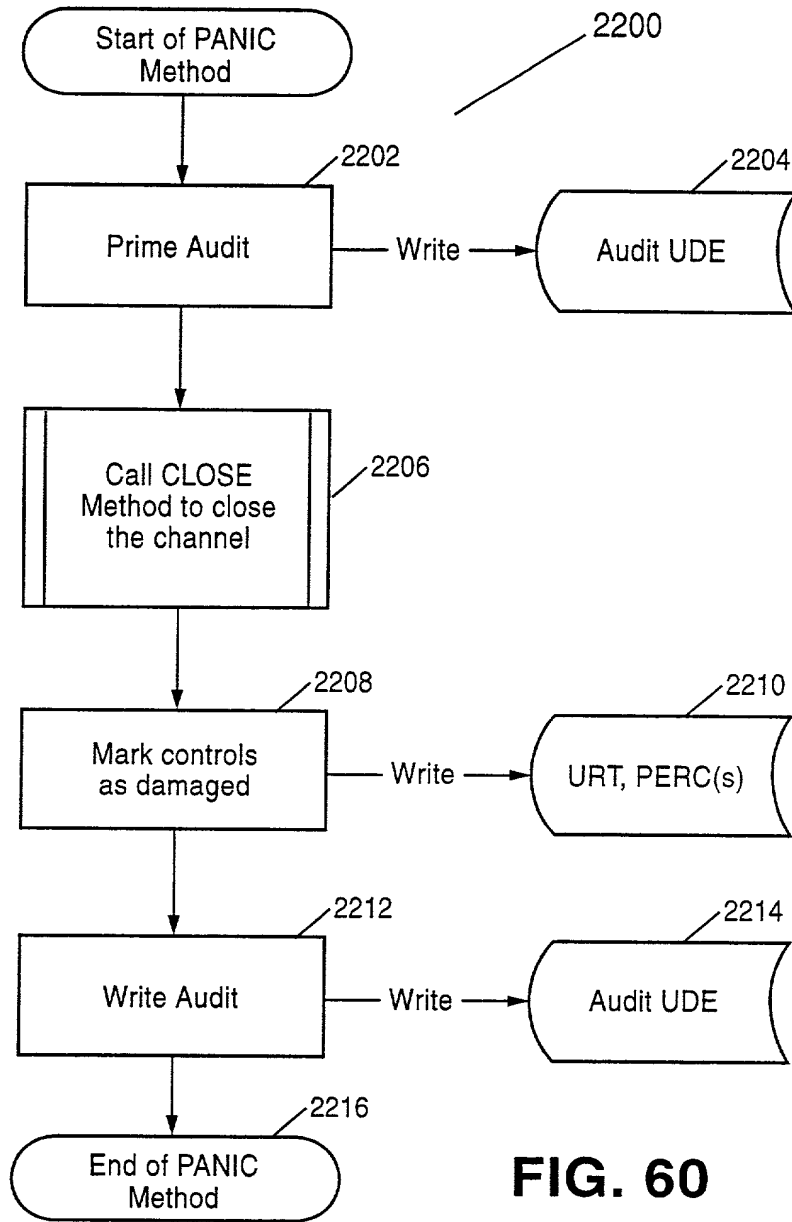 Start of PANIC
Method
2200
2202
Prime Audit
Write
2204
Audit UDE
Call CLOSE
Method to close
the channel
2206
2208
Mark controls
as damaged
Write
2210
URT, PERC(s)
2212
Write Audit
Write
2214
Audit UDE
2216
End of PANIC
Method
FIG. 60